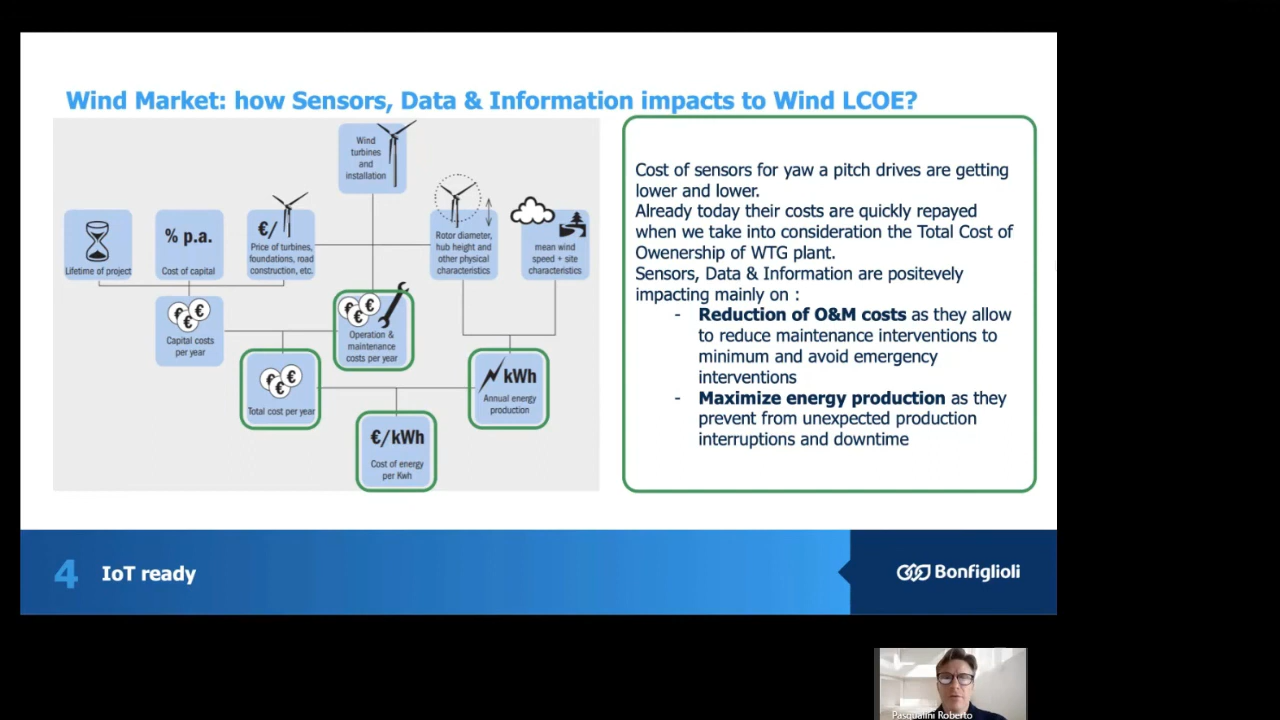 Wind Market: how Sensors, Data & Information impacts to Wind LCOE?
Wind
turbines
and
installation
Lifetime of project
% p.a.
Cost of capital
€/
Price of turbines,
foundations, road
construction, etc.
Rotor diameter,
hub height and
other physical
characteristics
mean wind
speed + site
characteristics
€ € €
Capital costs
per year
€ € €
Operation &
maintenance
costs per year
€ € €
Total cost per year
kWh
Annual energy
production
€/kWh
Cost of energy
per Kwh
Cost of sensors for yaw a pitch drives are getting
lower and lower.
Already today their costs are quickly repayed
when we take into consideration the Total Cost of
Owenership of WTG plant.
Sensors, Data & Information are positevely
impacting mainly on :
- Reduction of O&M costs as they allow
to reduce maintenance interventions to
minimum and avoid emergency
interventions
- Maximize energy production as they
prevent from unexpected production
interruptions and downtime
4 IoT ready
Bonfiglioli
Pasqualini Roberto